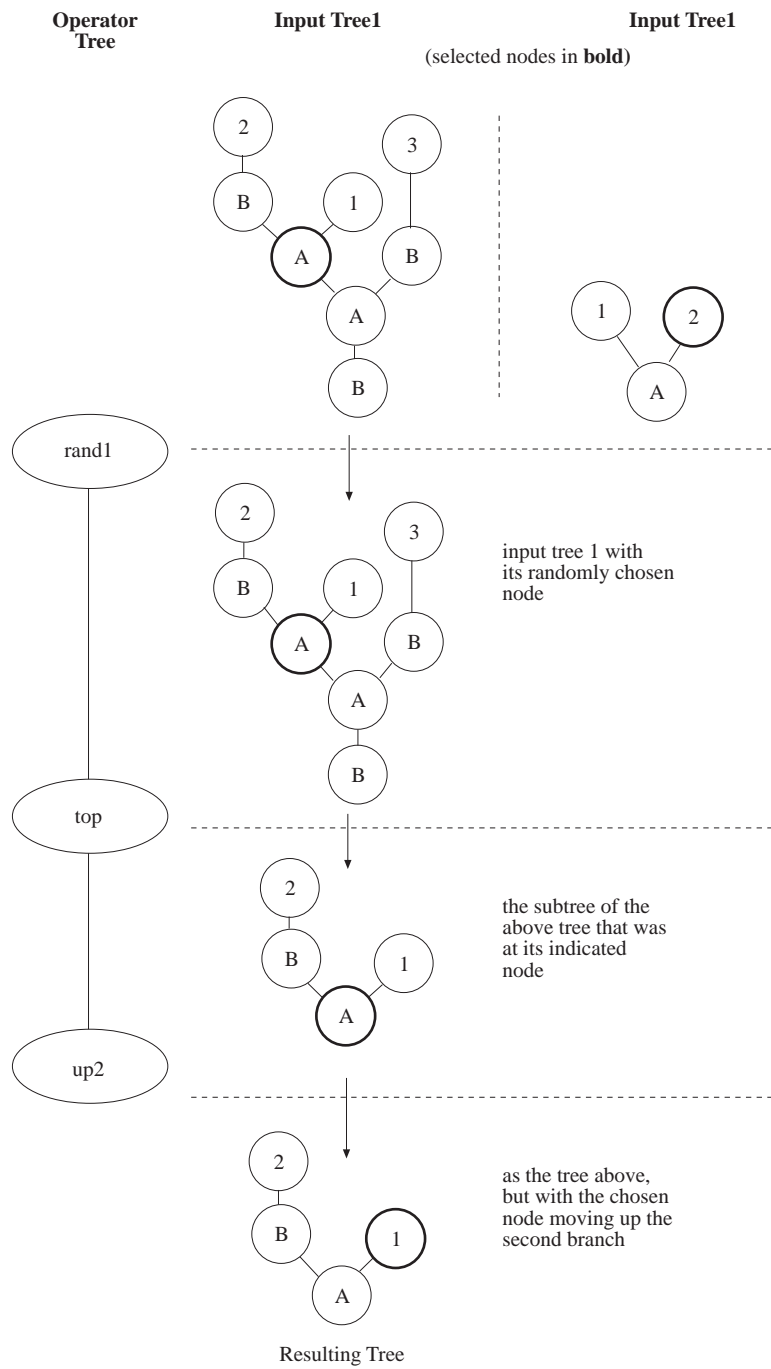 Operator
Tree
Input Tree1
Input Tree1
(selected nodes in bold)
2
3
B
1
A
B
A
B
1
2
A
rand1
2
3
B
1
A
B
A
B
input tree 1 with
its randomly chosen
node
top
2
B
1
A
the subtree of the
above tree that was
at its indicated
node
up2
2
B
1
A
as the tree above,
but with the chosen
node moving up the
second branch
Resulting Tree